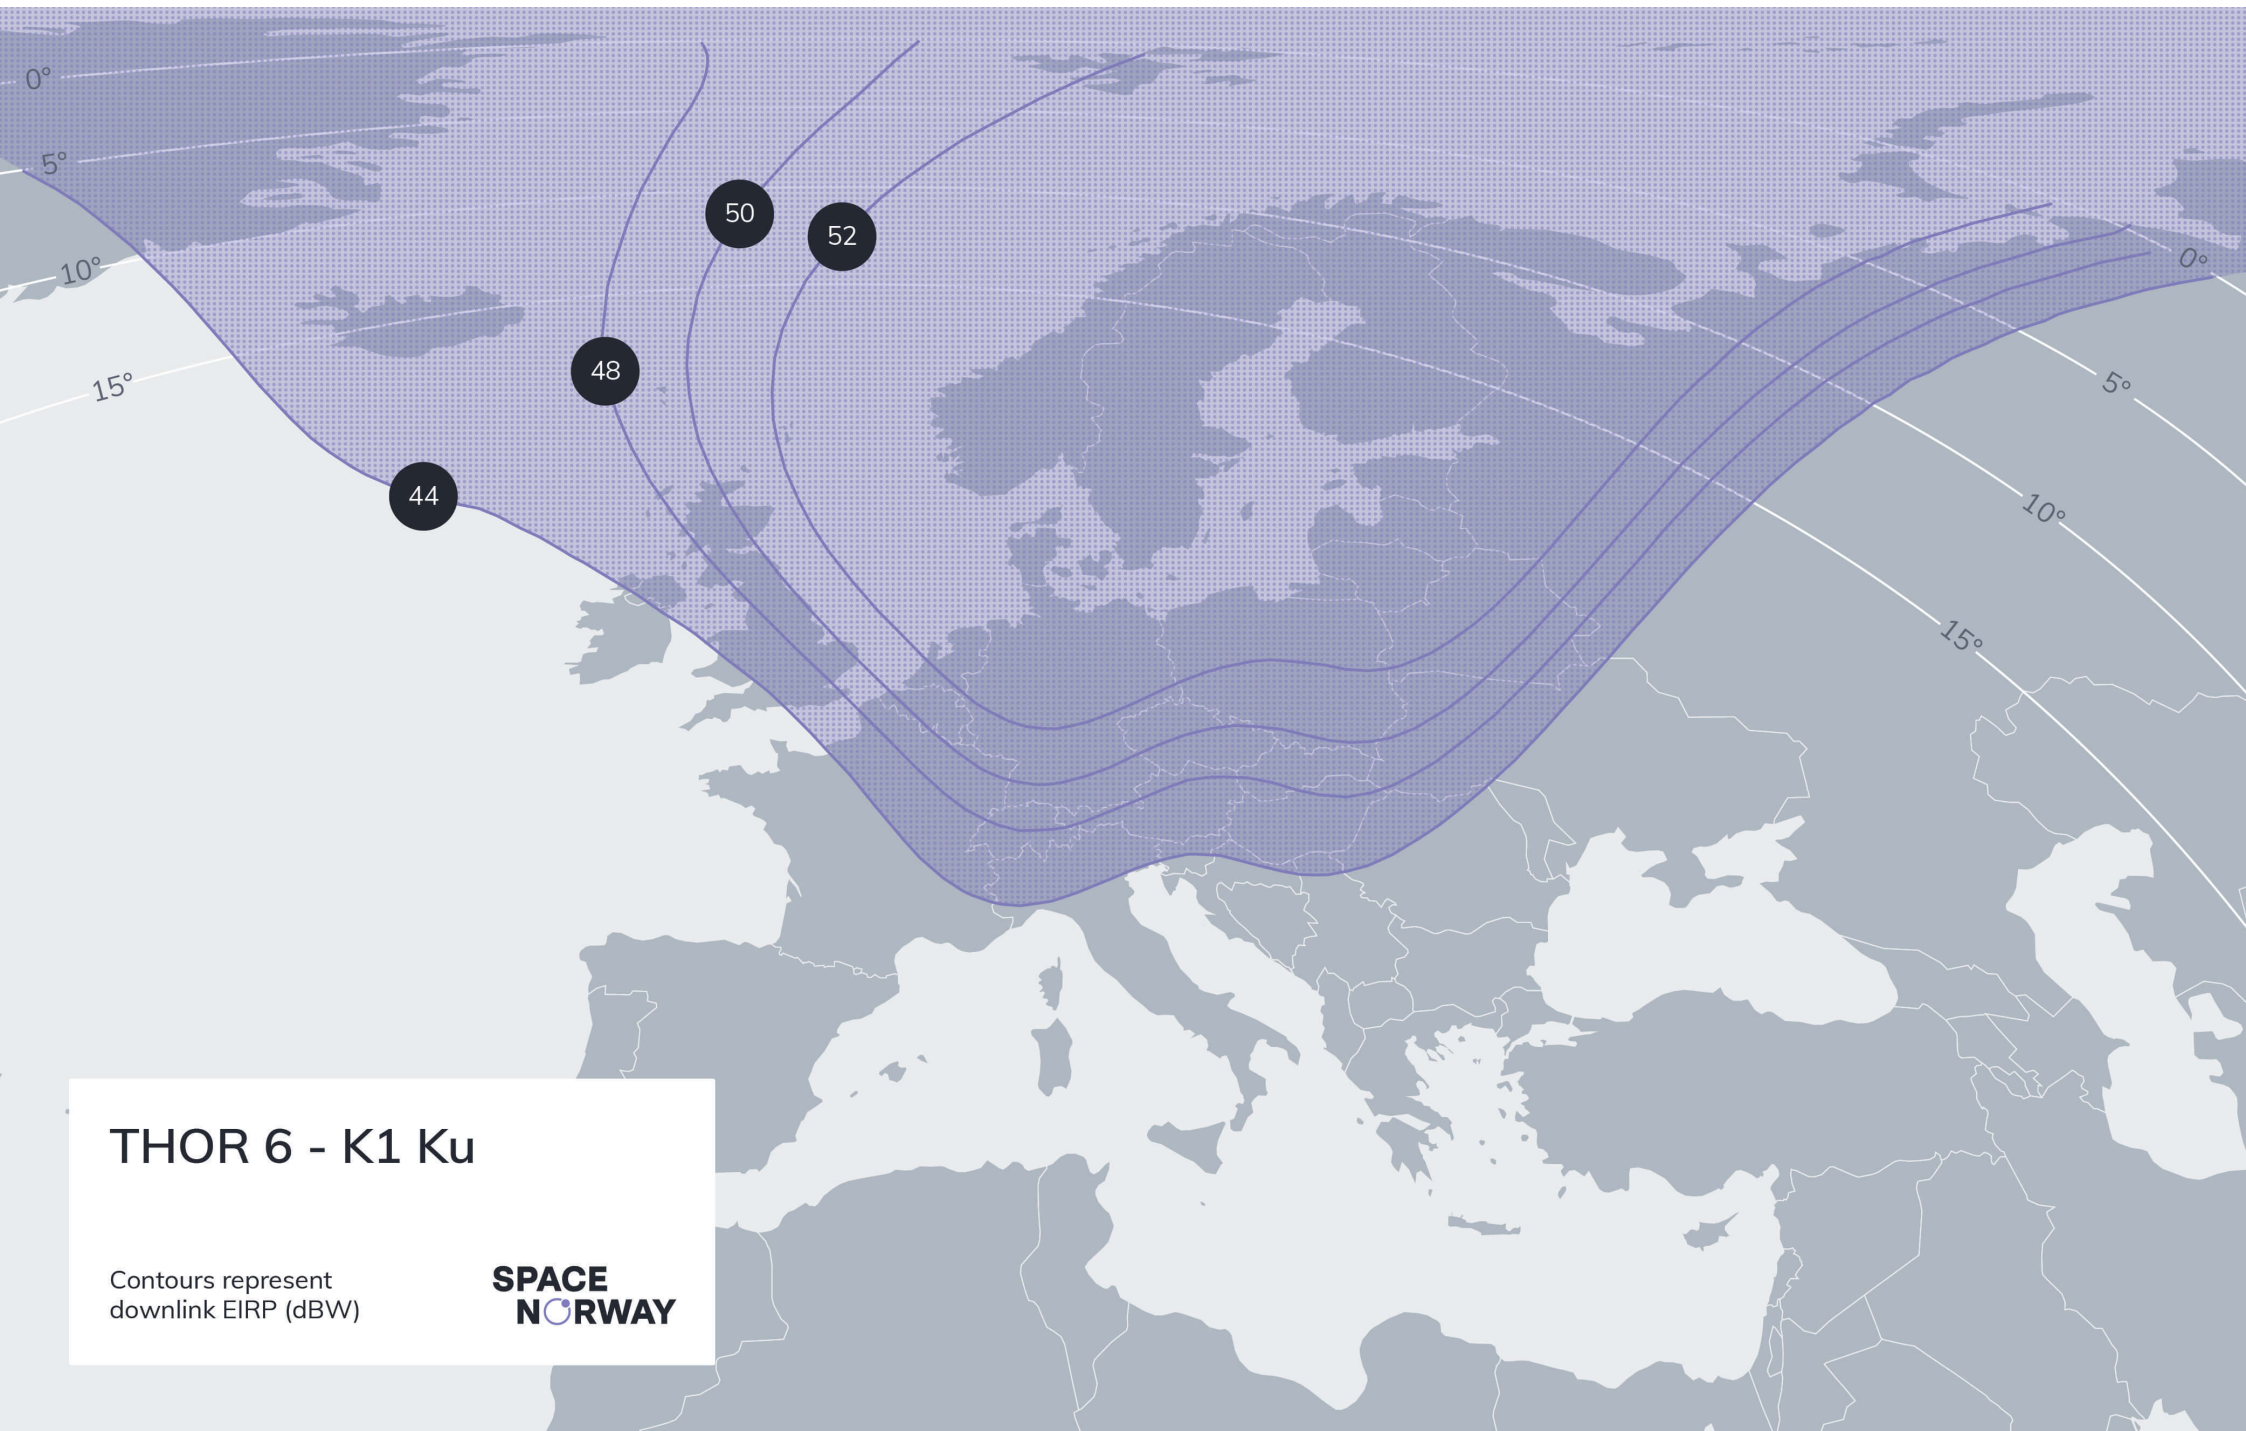 0°
5°
10°
15°
50
52
48
44
0°
5°
10°
15°
THOR 6 - K1 Ku
Contours represent
downlink EIRP (dBW)
SPACE
NORWAY